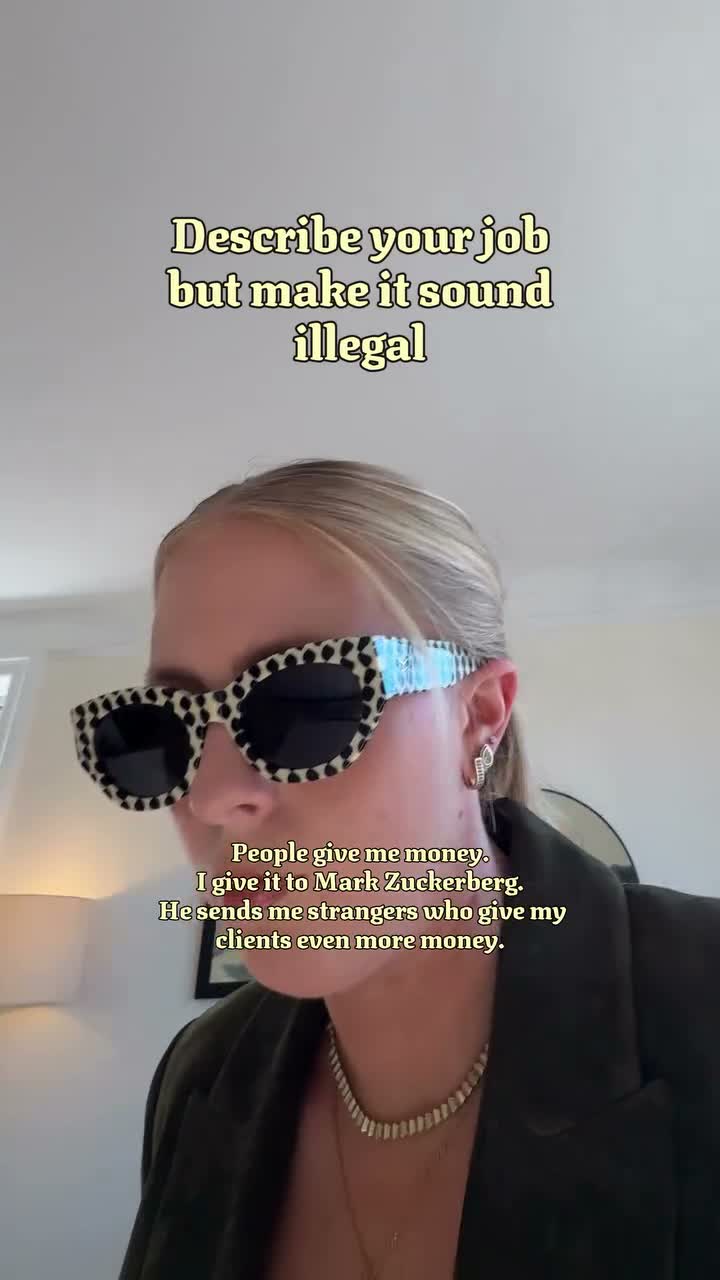 Describe your job
but make it sound
illegal
People give me money.
I give it to Mark Zuckerberg.
He sends me strangers who give my
clients even more money.